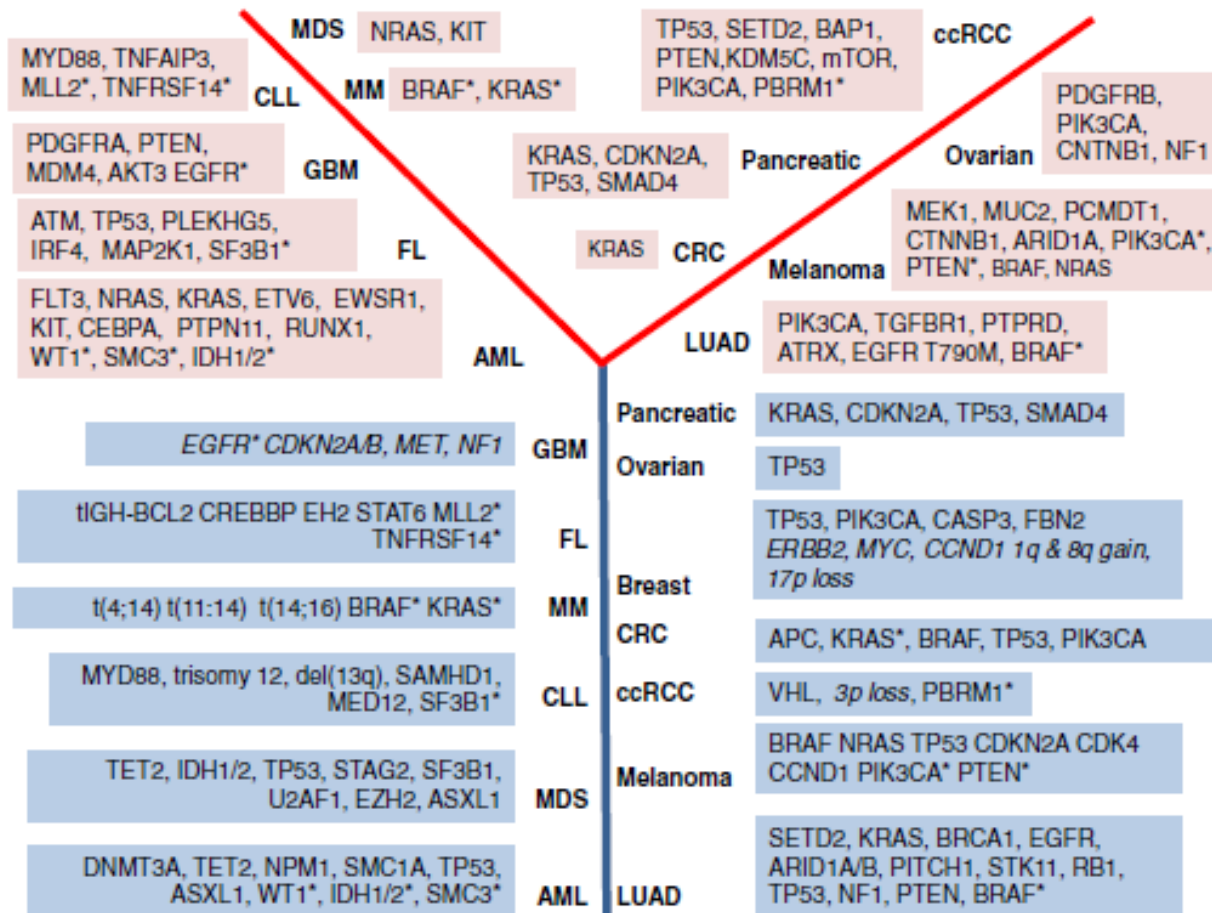 MDS
NRAS, KIT
TP53, SETD2, BAP1,
PTEN,KDM5C, mTOR,
PIK3CA, PBRM1*
ccRCC
MYD88, TNFAIP3,
MLL2*, TNFRSF14*
CLL
MM
BRAF*, KRAS*
PDGFRB,
PIK3CA,
CNTNB1, NF1
Ovarian
PDGFRA, PTEN,
MDM4, AKT3 EGFR*
GBM
KRAS, CDKN2A,
TP53, SMAD4
Pancreatic
ATM, TP53, PLEKHG5,
IRF4, MAP2K1, SF3B1*
FL
KRAS
CRC
MEK1, MUC2, PCMDT1,
CTNNB1, ARID1A, PIK3CA*,
PTEN*, BRAF, NRAS
Melanoma
FLT3, NRAS, KRAS, ETV6, EWSR1,
KIT, CEBPA, PTPN11, RUNX1,
WT1*, SMC3*, IDH1/2*
AML
LUAD
PIK3CA, TGFBR1, PTPRD,
ATRX, EGFR T790M, BRAF*
Pancreatic
KRAS, CDKN2A, TP53, SMAD4
EGFR* CDKN2A/B, MET, NF1
GBM
Ovarian
TP53
tIGH-BCL2 CREBBP EH2 STAT6 MLL2*
TNFRSF14*
FL
TP53, PIK3CA, CASP3, FBN2
ERBB2, MYC, CCND1 1q & 8q gain,
17p loss
Breast
t(4;14) t(11:14) t(14;16) BRAF* KRAS*
MM
CRC
APC, KRAS*, BRAF, TP53, PIK3CA
MYD88, trisomy 12, del(13q), SAMHD1,
MED12, SF3B1*
CLL
ccRCC
VHL, 3p loss, PBRM1*
BRAF NRAS TP53 CDKN2A CDK4
CCND1 PIK3CA* PTEN*
Melanoma
TET2, IDH1/2, TP53, STAG2, SF3B1,
U2AF1, EZH2, ASXL1
MDS
DNMT3A, TET2, NPM1, SMC1A, TP53,
ASXL1, WT1*, IDH1/2*, SMC3*
AML
LUAD
SETD2, KRAS, BRCA1, EGFR,
ARID1A/B, PITCH1, STK11, RB1,
TP53, NF1, PTEN, BRAF*